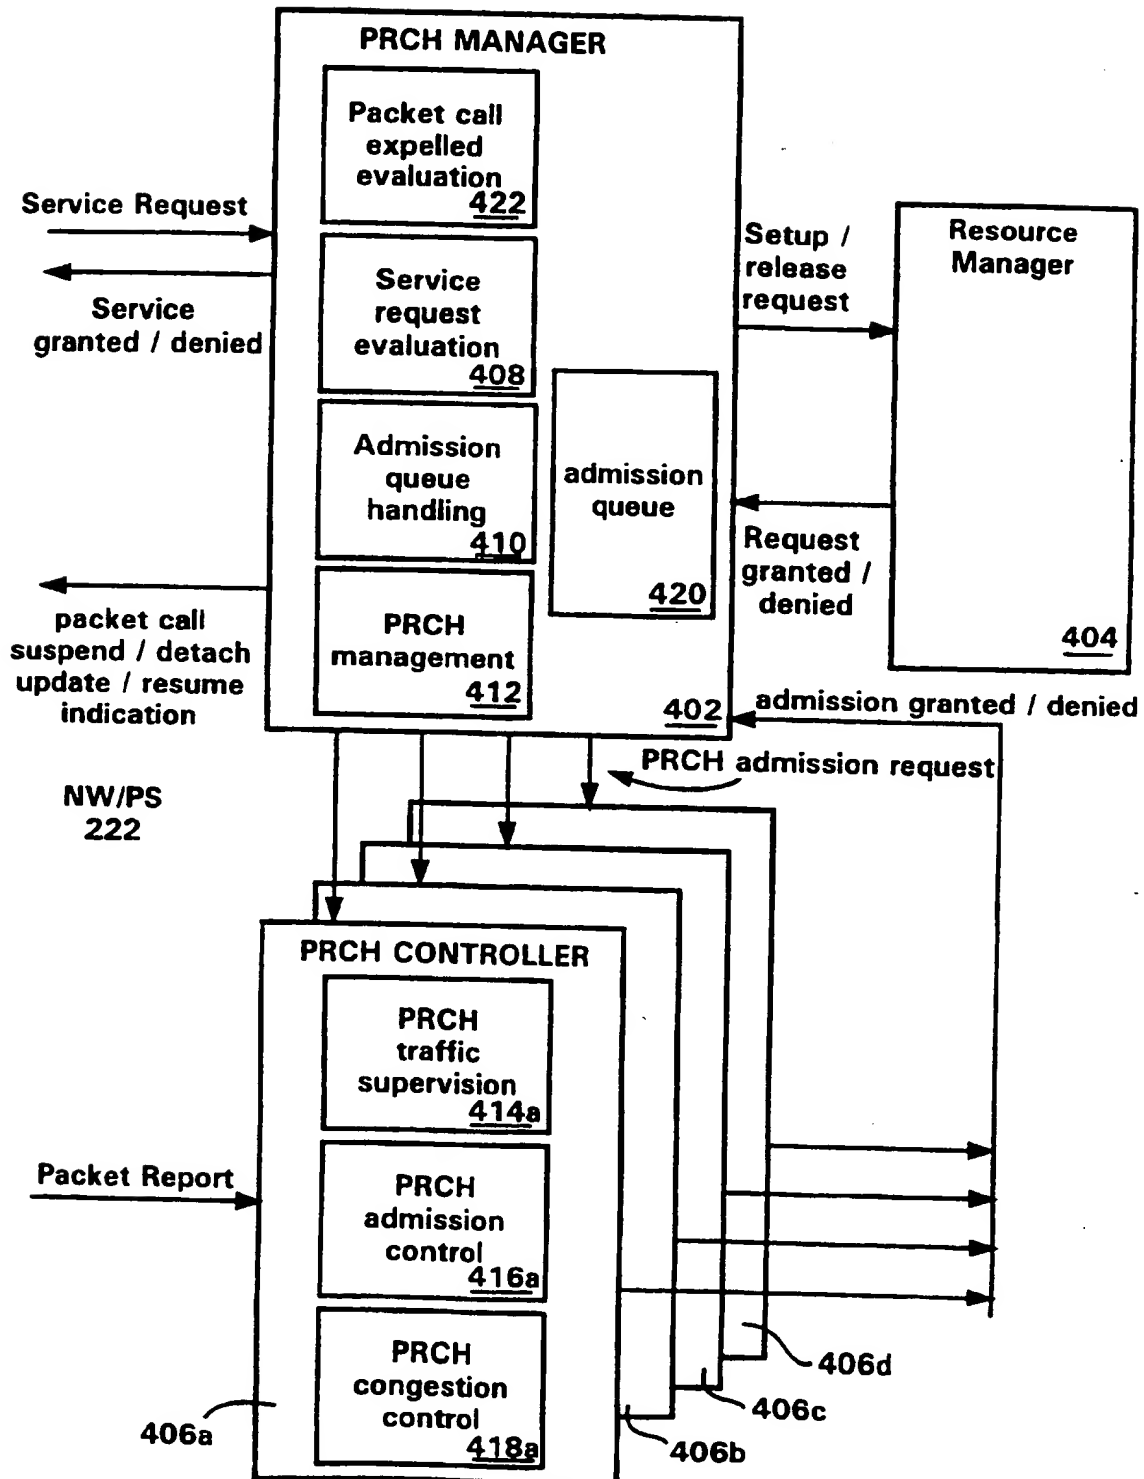 PRCH MANAGER
Packet call
expelled
evaluation
422
Service Request
Service
granted / denied
Service
request
evaluation
408
Setup /
release
request
Resource
Manager
Admission
queue
handling
410
admission
queue
420
Request
granted /
denied
404
packet call
suspend / detach
update / resume
indication
PRCH
management
412
402
admission granted / denied
PRCH admission request
NW/PS
222
PRCH CONTROLLER
PRCH
traffic
supervision
414a
Packet Report
PRCH
admission
control
416a
PRCH
congestion
control
418a
406a
406b
406c
406d